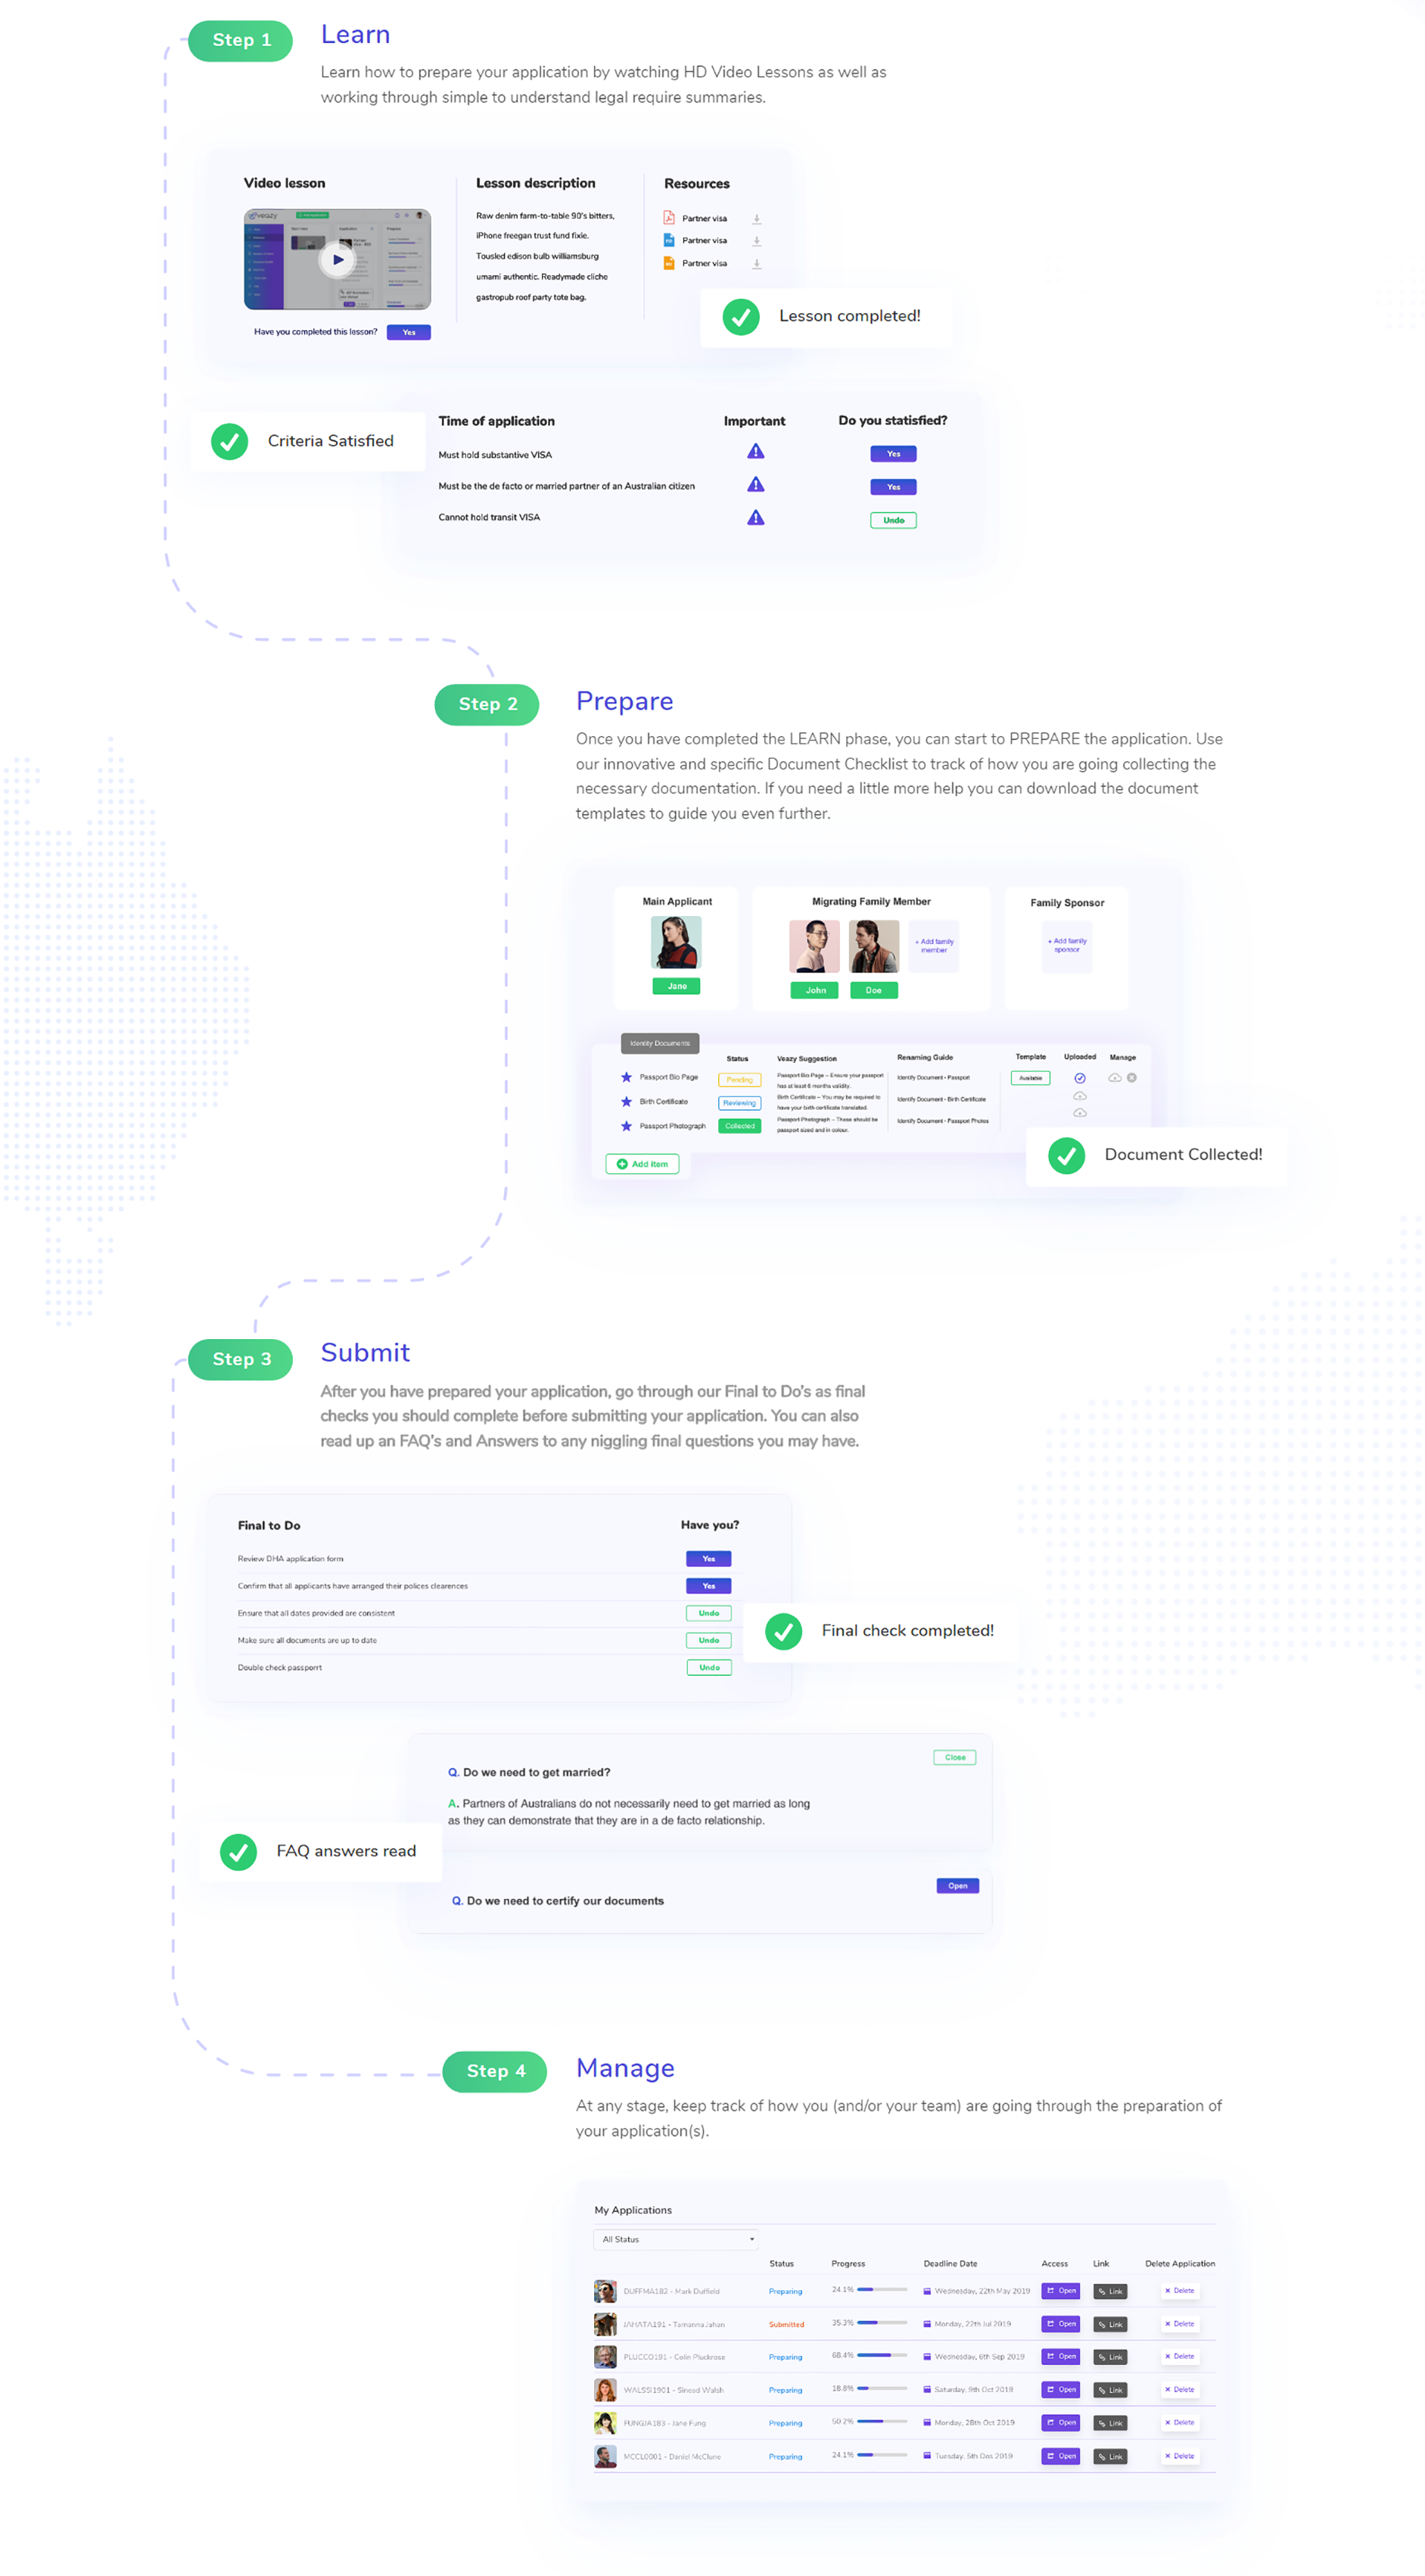 Step 1
Learn
Learn how to prepare your application by watching HD Video Lessons as well as
working through simple to understand legal require summaries.
Video lesson
Lesson description
Resources
veazy
Raw denim farm-to-table 90's bitters,
iPhone freegan trust fund fixie.
Tousled edison bulb williamsburg
umami authentic. Readymade cliche
gastropub roof party tote bag.
Partner visa
Partner visa
Partner visa
Have you completed this lesson? Yes
Lesson completed!
Criteria Satisfied
Time of application Important Do you statisfied?
Must hold substantive VISA Yes
Must be the de facto or married partner of an Australian citizen Yes
Cannot hold transit VISA Undo
Step 2
Prepare
Once you have completed the LEARN phase, you can start to PREPARE the application. Use
our innovative and specific Document Checklist to track of how you are going collecting the
necessary documentation. If you need a little more help you can download the document
templates to guide you even further.
Main Applicant
Jane
Migrating Family Member
+ Add family
member
John Doe
Family Sponsor
+ Add family
sponsor
Identity Documents
Status Veazy Suggestion Renaming Guide Template Uploaded Manage
Passport Bio Page Pending
Passport Bio Page – Ensure your passport
has at least 6 months validity.
Identify Document - Passport
Available
Birth Certificate Reviewing
Birth Certificate – You may be required to
have your birth certificate translated.
Identify Document - Birth Certificate
Passport Photograph Collected
Passport Photograph – These should be
passport sized and in colour.
Identify Document - Passport Photos
Add item
Document Collected!
Step 3
Submit
After you have prepared your application, go through our Final to Do's as final
checks you should complete before submitting your application. You can also
read up an FAQ's and Answers to any niggling final questions you may have.
Final to Do Have you?
Review DHA application form Yes
Confirm that all applicants have arranged their polices clearences Yes
Ensure that all dates provided are consistent Undo
Make sure all documents are up to date Undo
Double check passporrt Undo
Final check completed!
Close
Q. Do we need to get married?
A. Partners of Australians do not necessarily need to get married as long
as they can demonstrate that they are in a de facto relationship.
FAQ answers read
Open
Q. Do we need to certify our documents
Step 4
Manage
At any stage, keep track of how you (and/or your team) are going through the preparation of
your application(s).
My Applications
All Status
Status Progress Deadline Date Access Link Delete Application
DUFFMA182 - Mark Duffield Preparing 24.1% Wednesday, 22th May 2019 Open Link × Delete
JAHATA191 - Tamanna Jahan Submitted 35.3% Monday, 22th Jul 2019 Open Link × Delete
PLUCCO191 - Colin Pluckrose Preparing 68.4% Wednesday, 6th Sep 2019 Open Link × Delete
WALSSI1901 - Sinead Walsh Preparing 18.8% Saturday, 9th Oct 2019 Open Link × Delete
FUNGJA183 - Jane Fung Preparing 50.2% Monday, 28th Oct 2019 Open Link × Delete
MCCL0001 - Daniel McClune Preparing 24.1% Tuesday, 5th Des 2019 Open Link × Delete